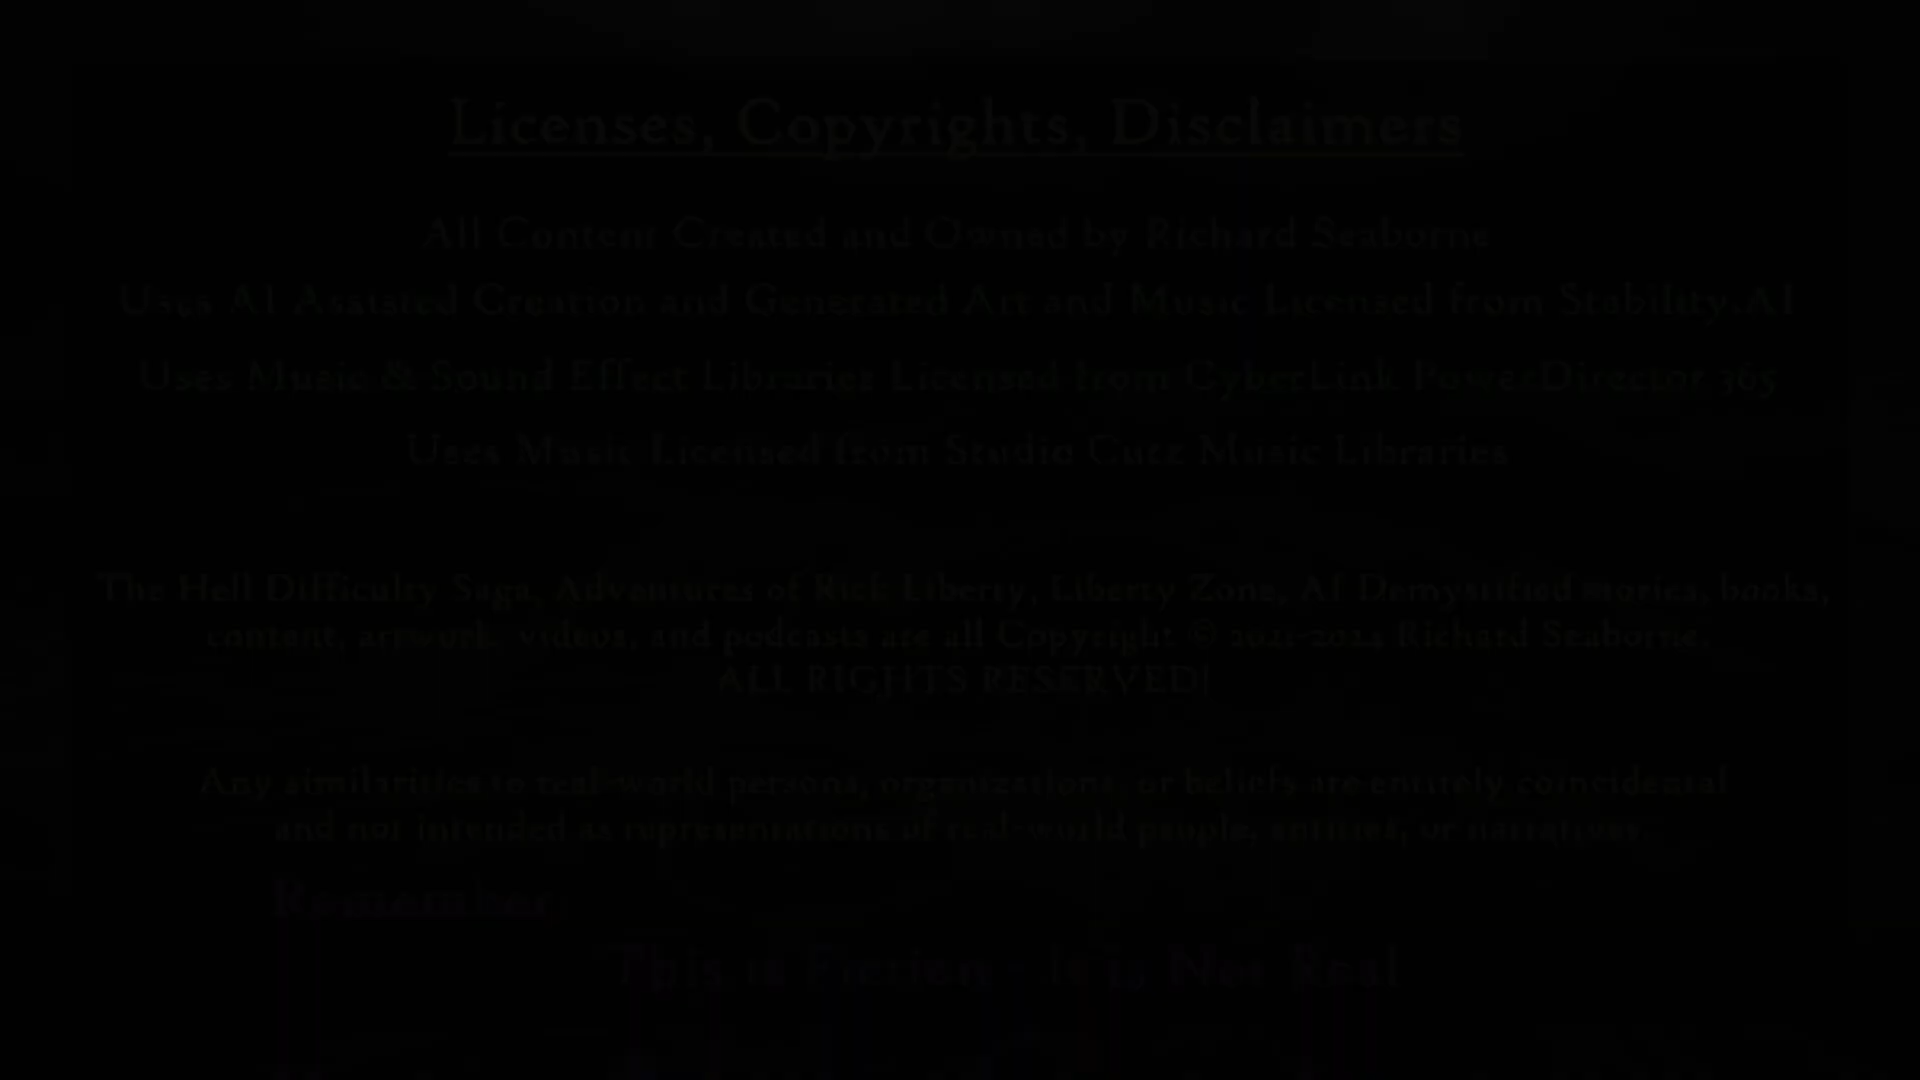 Licenses, Copyrights, Disclaimers
All Content Created and Owned by Richard Seaborne
Uses AI Assisted Creation and Generated Art and Music Licensed from Stability.AI
Uses Music & Sound Effect Libraries Licensed from CyberLink PowerDirector 365
Uses Music Licensed from Studio Cutz Music Libraries
The Hell Difficulty Saga, Adventures of Rick Liberty, Liberty Zone, AI Demystified stories, books,
content, artwork, videos, and podcasts are all Copyright © 2021-2024 Richard Seaborne.
ALL RIGHTS RESERVED!
Any similarities to real-world persons, organizations, or beliefs are entirely coincidental
and not intended as representations of real-world people, entities, or narratives.
Remember
This is Fiction - It is Not Real